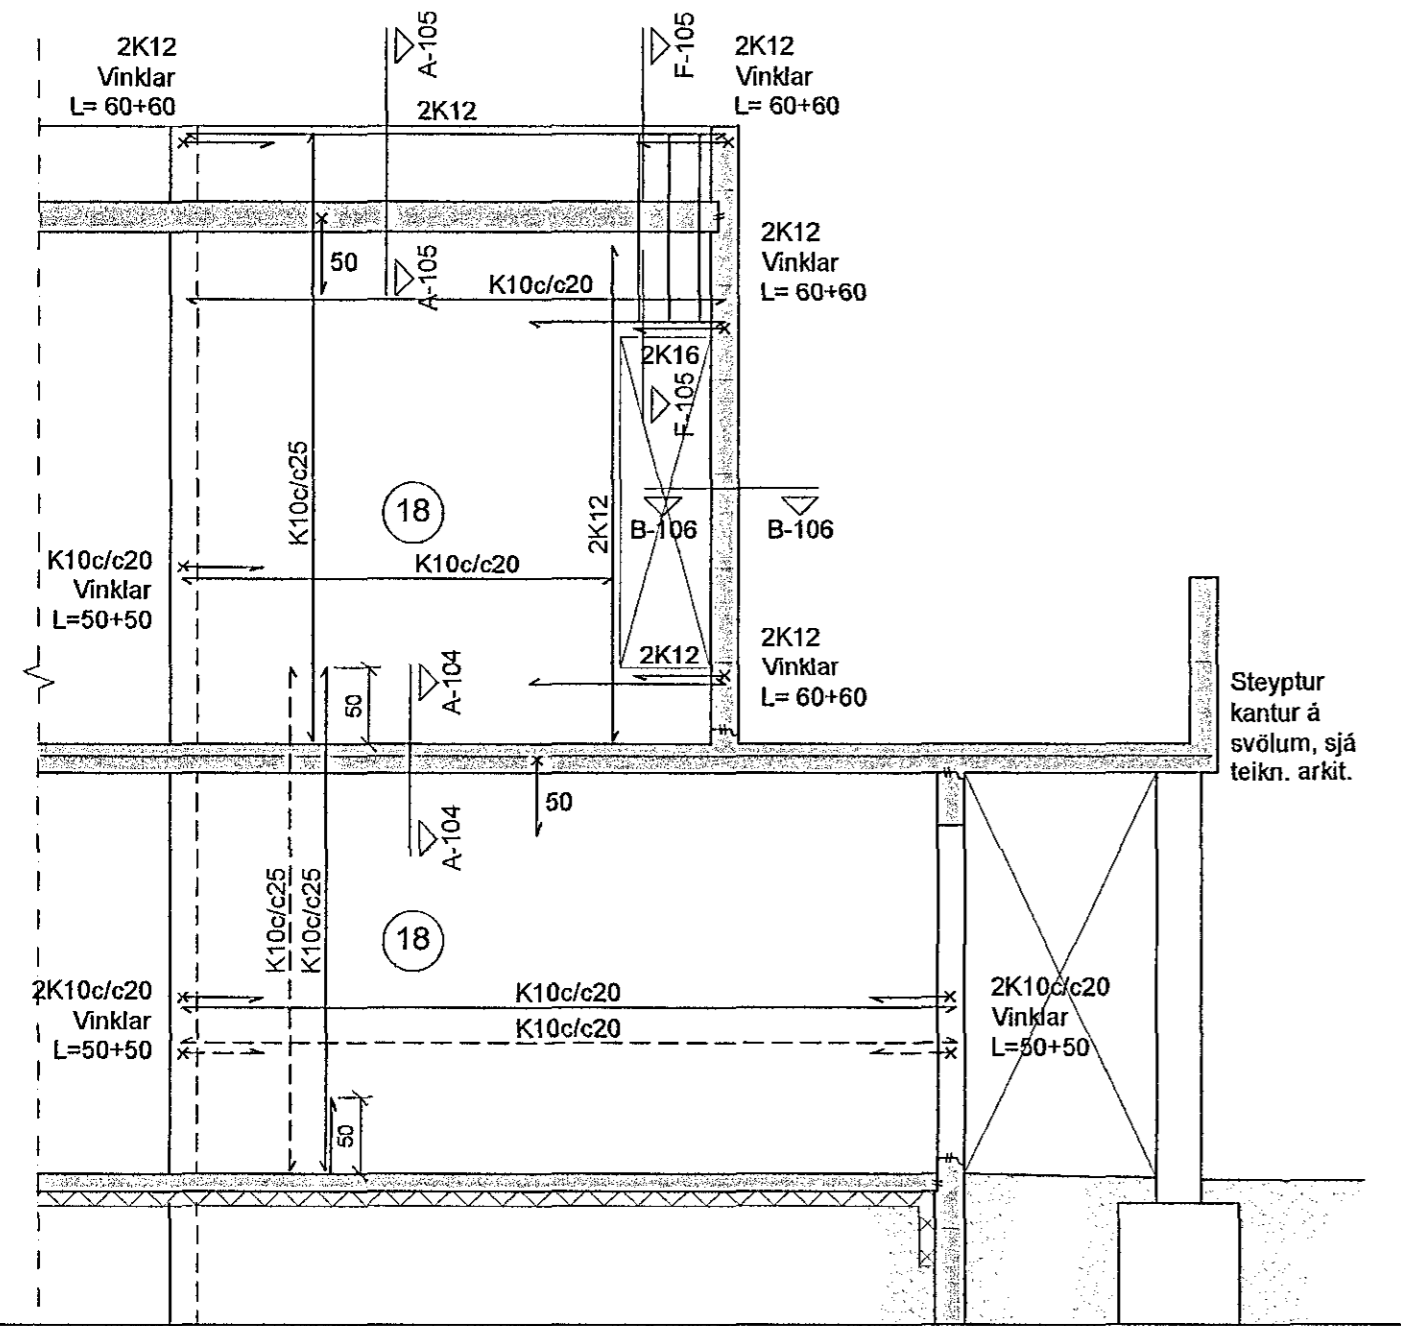 2K12
Vinklar
L= 60+60
A-105
F-105
2K12
Vinklar
L= 60+60
2K12
50
A-105
K10c/c20
2K12
Vinklar
L= 60+60
2K16
F-105
K10c/c25
18
2K12
B-106
B-106
K10c/c20
Vinklar
L=50+50
K10c/c20
2K12
2K12
Vinklar
L= 60+60
50
A-104
Steyptur
kantur á
svölum, sjá
teikn. arkit.
50
A-104
K10c/c25
K10c/c25
18
2K10c/c20
Vinklar
L=50+50
K10c/c20
K10c/c20
2K10c/c20
Vinklar
L=50+50
50